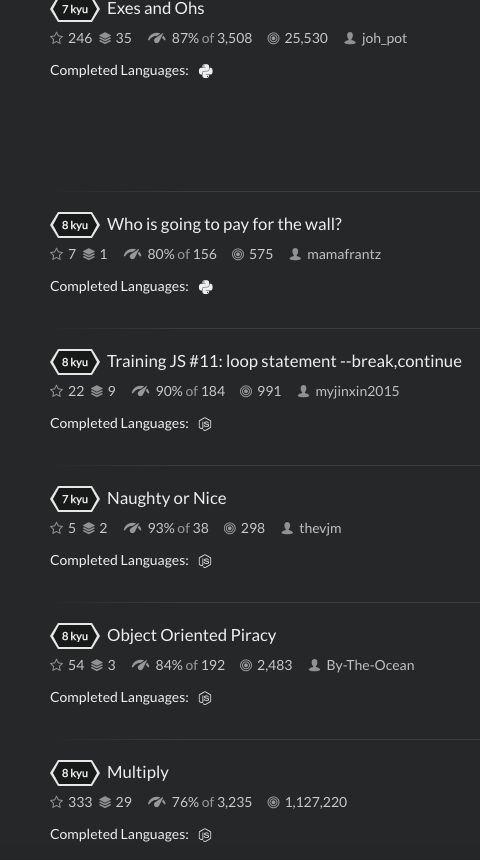 7 kyu Exes and Ohs
246 35 87% of 3,508 25,530 joh_pot
Completed Languages:
8 kyu Who is going to pay for the wall?
7 1 80% of 156 575 mamafrantz
Completed Languages:
8 kyu Training JS #11: loop statement --break,continue
22 9 90% of 184 991 myjinxin2015
Completed Languages: JS
7 kyu Naughty or Nice
5 2 93% of 38 298 thevjm
Completed Languages: JS
8 kyu Object Oriented Piracy
54 3 84% of 192 2,483 By-The-Ocean
Completed Languages: JS
8 kyu Multiply
333 29 76% of 3,235 1,127,220
Completed Languages: JS